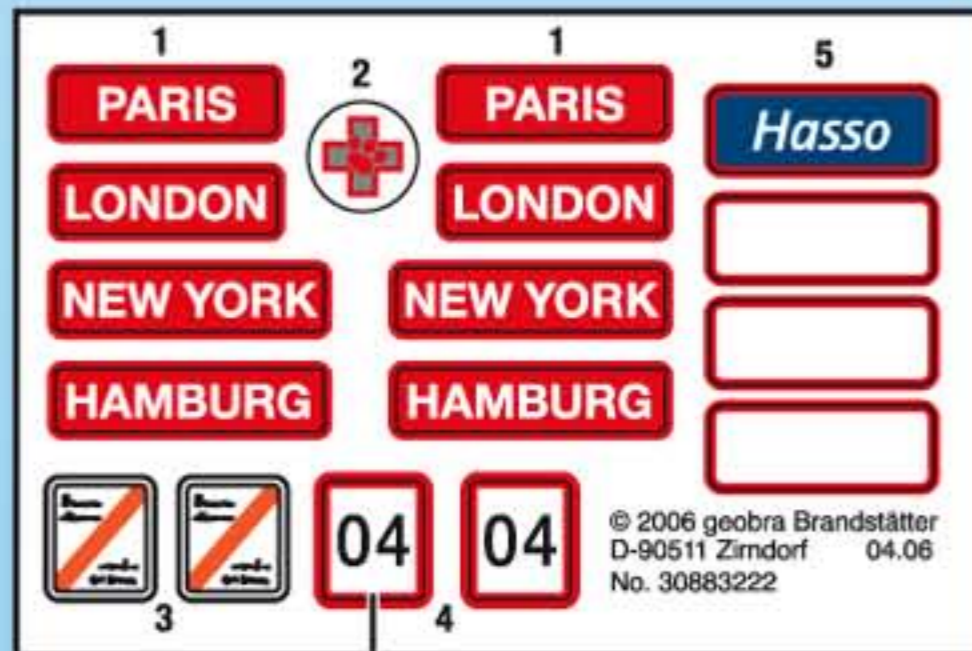 1 1 5
2
PARIS PARIS Hasso
LONDON LONDON
NEW YORK NEW YORK
HAMBURG HAMBURG
04 04
© 2006 geobra Brandstätter
D-90511 Zirndorf 04.06
No. 30883222
3 4